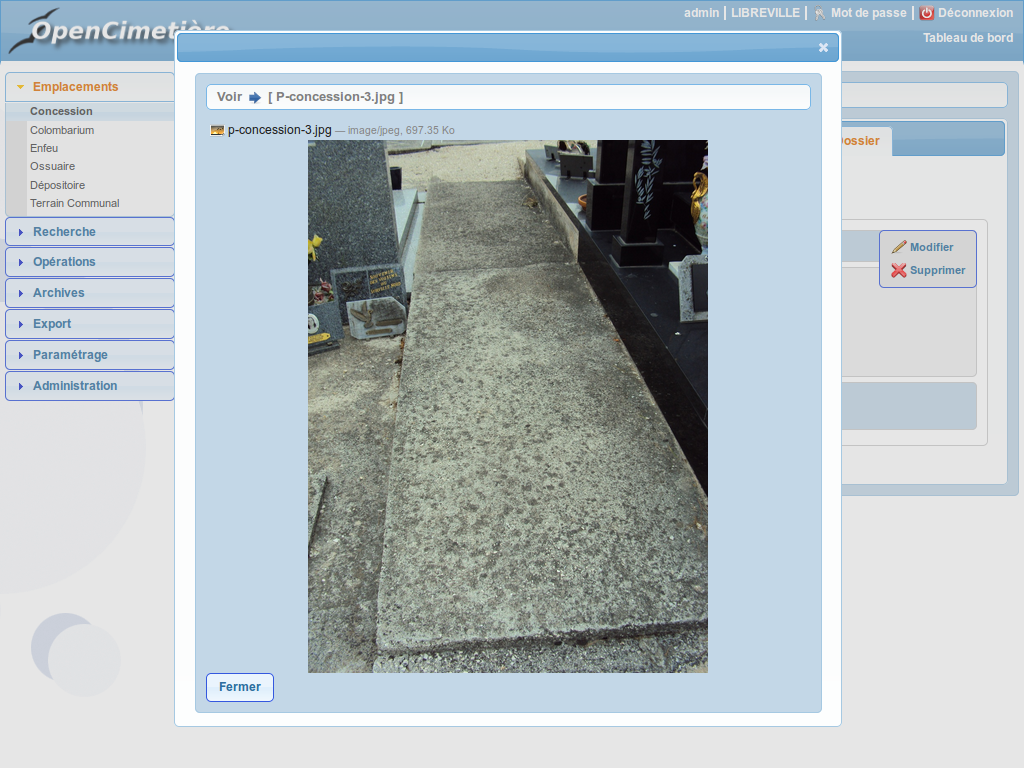 OpenCimetière
admin | LIBREVILLE | Mot de passe | Déconnexion
Tableau de bord
Emplacements
Concession
Colombarium
Enfeu
Ossuaire
Dépositoire
Terrain Communal
Recherche
Opérations
Archives
Export
Paramétrage
Administration
Voir [ P-concession-3.jpg ]
p-concession-3.jpg — image/jpeg, 697.35 Ko
Fermer
Modifier
Supprimer